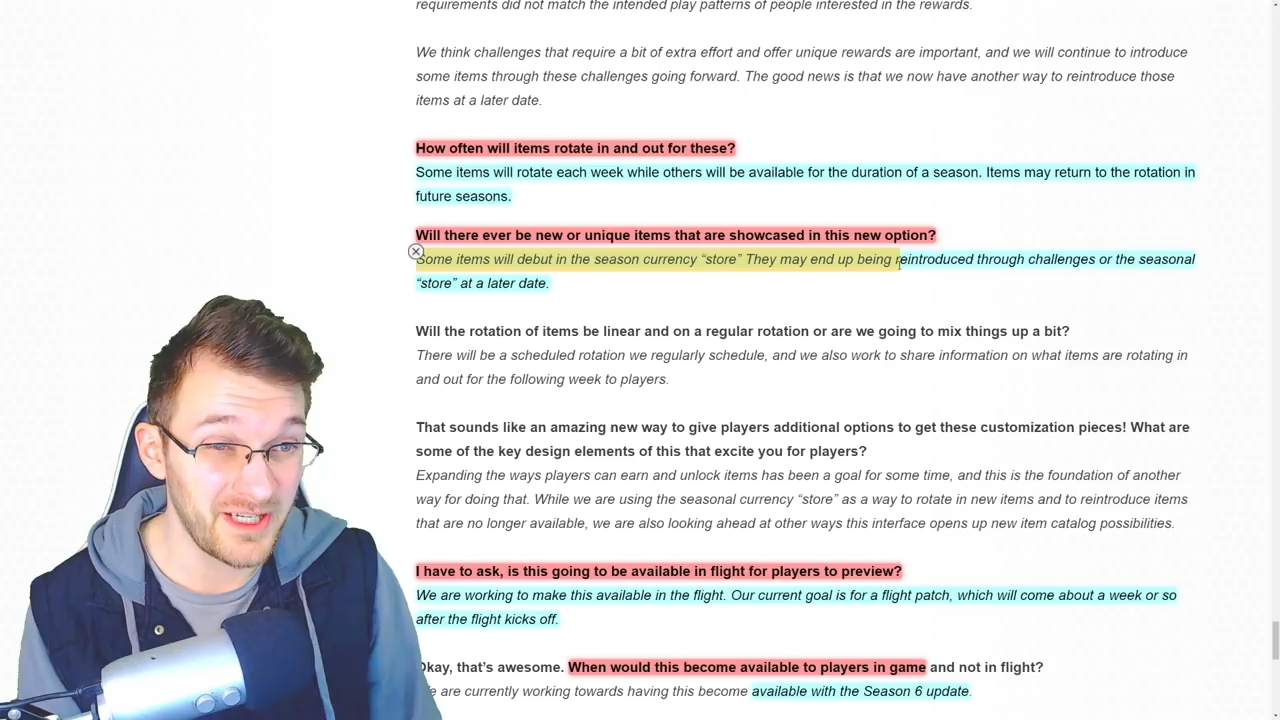 requirements did not match the intended play patterns of people interested in the rewards.
We think challenges that require a bit of extra effort and offer unique rewards are important, and we will continue to introduce
some items through these challenges going forward. The good news is that we now have another way to reintroduce those
items at a later date.
How often will items rotate in and out for these?
Some items will rotate each week while others will be available for the duration of a season. Items may return to the rotation in
future seasons.
Will there ever be new or unique items that are showcased in this new option?
Some items will debut in the season currency “store” They may end up being reintroduced through challenges or the seasonal
“store” at a later date.
Will the rotation of items be linear and on a regular rotation or are we going to mix things up a bit?
There will be a scheduled rotation we regularly schedule, and we also work to share information on what items are rotating in
and out for the following week to players.
That sounds like an amazing new way to give players additional options to get these customization pieces! What are
some of the key design elements of this that excite you for players?
Expanding the ways players can earn and unlock items has been a goal for some time, and this is the foundation of another
way for doing that. While we are using the seasonal currency “store” as a way to rotate in new items and to reintroduce items
that are no longer available, we are also looking ahead at other ways this interface opens up new item catalog possibilities.
I have to ask, is this going to be available in flight for players to preview?
We are working to make this available in the flight. Our current goal is for a flight patch, which will come about a week or so
after the flight kicks off.
Okay, that’s awesome. When would this become available to players in game and not in flight?
We are currently working towards having this become available with the Season 6 update.